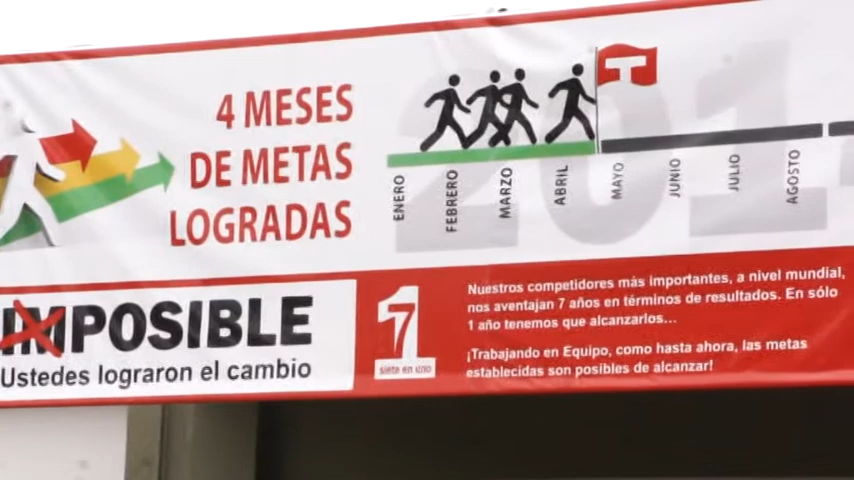 4 MESES
DE METAS
LOGRADAS
T
201
ENERO
FEBRERO
MARZO
ABRIL
MAYO
JUNIO
JULIO
AGOSTO
IMPOSIBLE
Ustedes lograron el cambio
1
7
siete en uno
Nuestros competidores más importantes, a nivel mundial,
nos aventajan 7 años en términos de resultados. En sólo
1 año tenemos que alcanzarlos...
¡Trabajando en Equipo, como hasta ahora, las metas
establecidas son posibles de alcanzar!